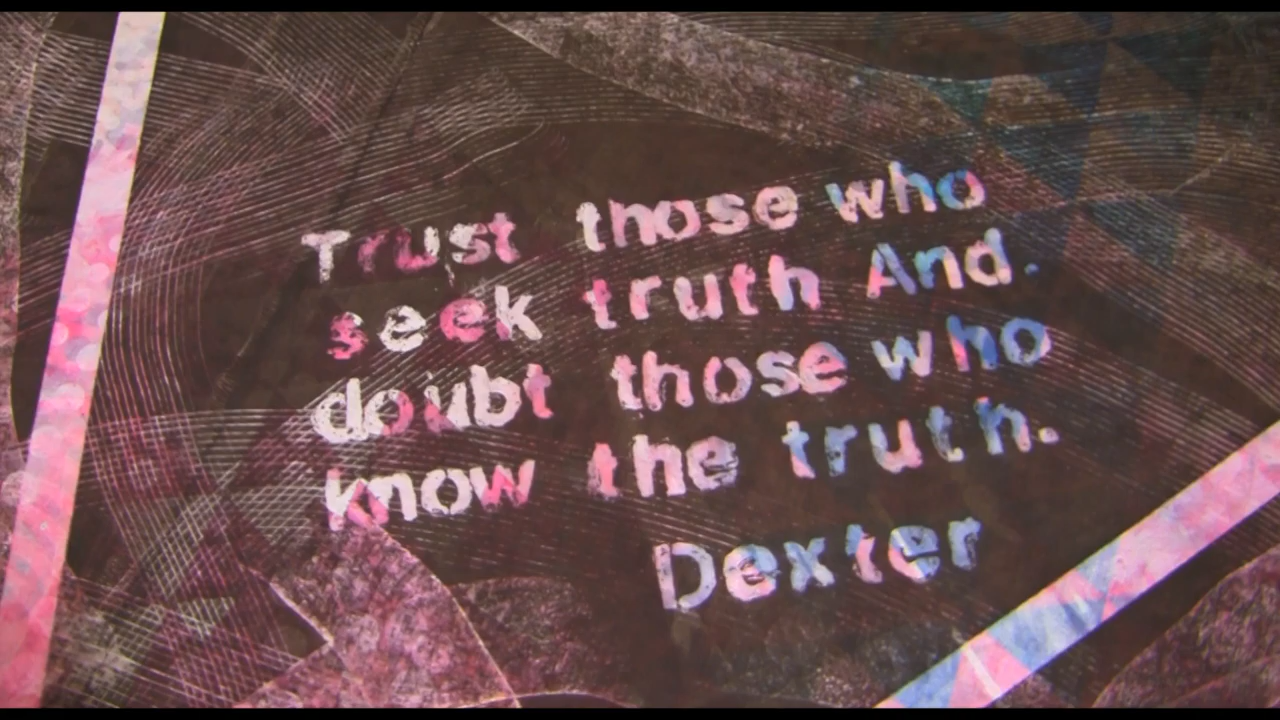 Trust those who
seek truth And.
doubt those who
know the truth.
Dexter